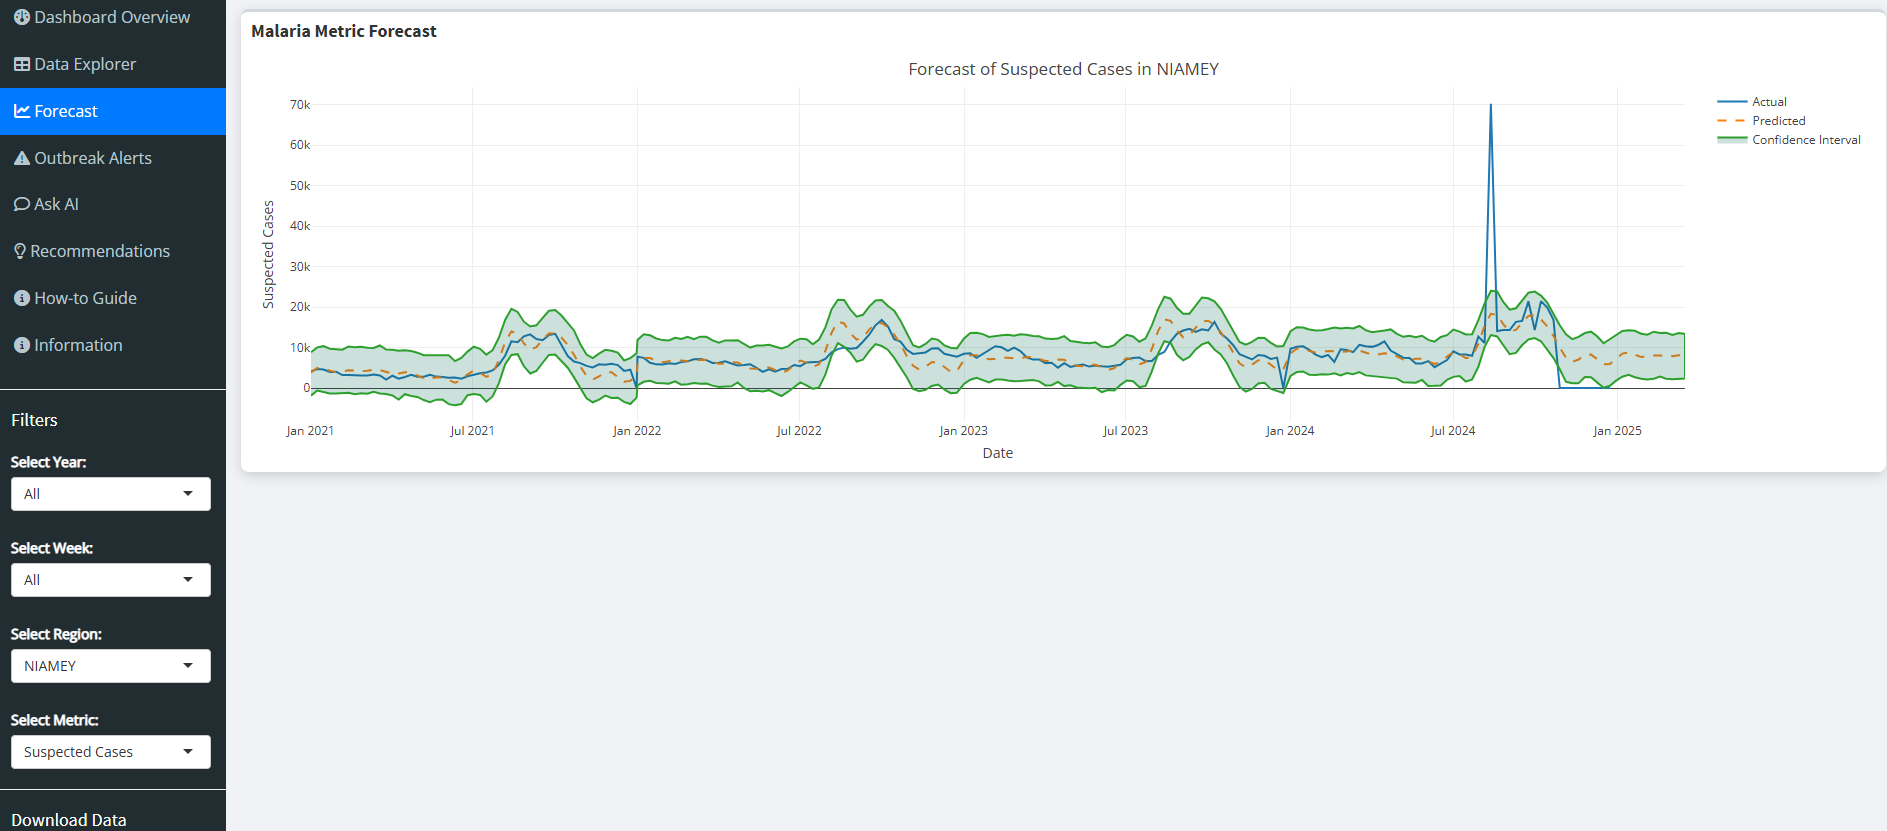 Dashboard Overview
Data Explorer
Forecast
Outbreak Alerts
Ask AI
Recommendations
How-to Guide
Information
Filters
Select Year:
All
Select Week:
All
Select Region:
NIAMEY
Select Metric:
Suspected Cases
Download Data
Malaria Metric Forecast
Forecast of Suspected Cases in NIAMEY
70k
60k
50k
40k
30k
20k
10k
0
Suspected Cases
Jan 2021
Jul 2021
Jan 2022
Jul 2022
Jan 2023
Jul 2023
Jan 2024
Jul 2024
Jan 2025
Date
Actual
Predicted
Confidence Interval